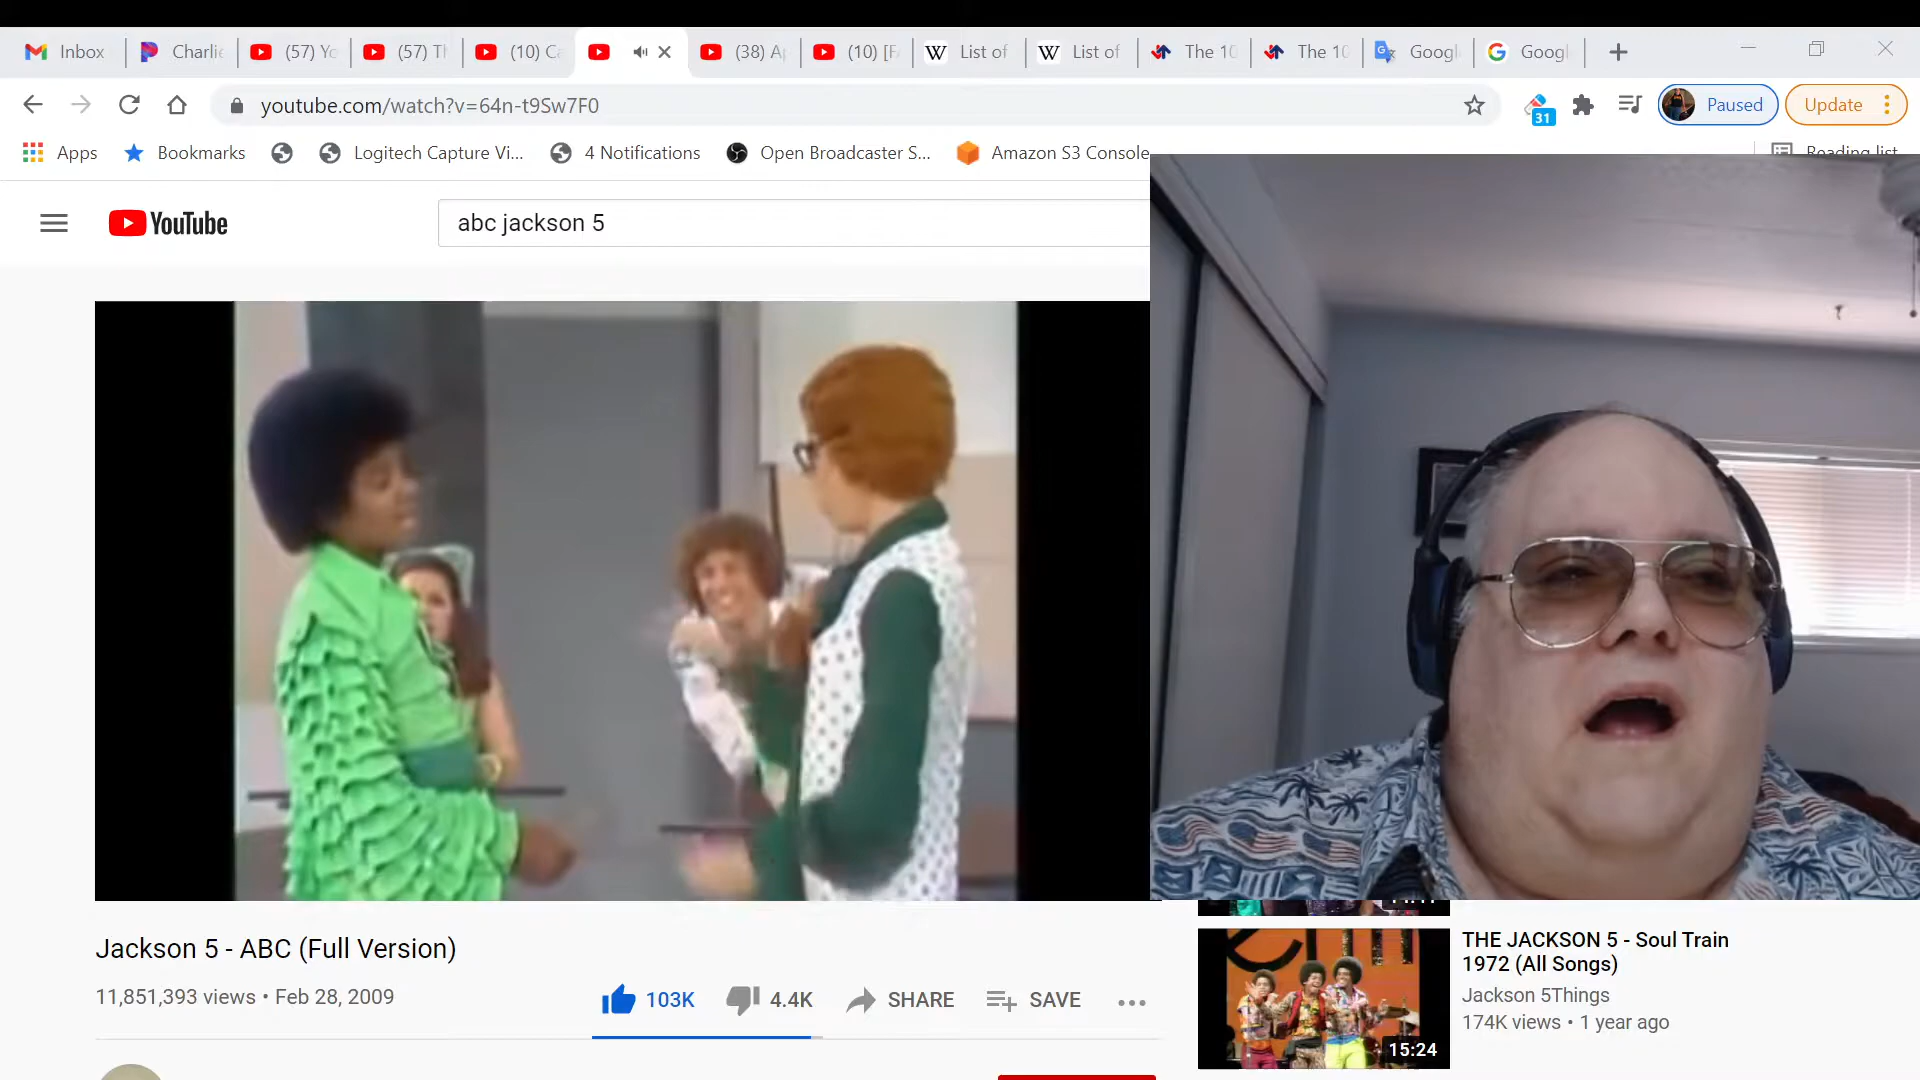 Inbox
Charlie
(57) Yo
(57) Th
(10) Ca
(38) Ap
(10) [F
List of
List of
The 10
The 10
Googl
Googl
youtube.com/watch?v=64n-t9Sw7F0
31
Paused
Update
Apps
Bookmarks
Logitech Capture Vi...
4 Notifications
Open Broadcaster S...
Amazon S3 Console
Reading list
YouTube
abc jackson 5
Jackson 5 - ABC (Full Version)
11,851,393 views • Feb 28, 2009
103K
4.4K
SHARE
SAVE
THE JACKSON 5 - Soul Train
1972 (All Songs)
Jackson 5Things
174K views • 1 year ago
15:24